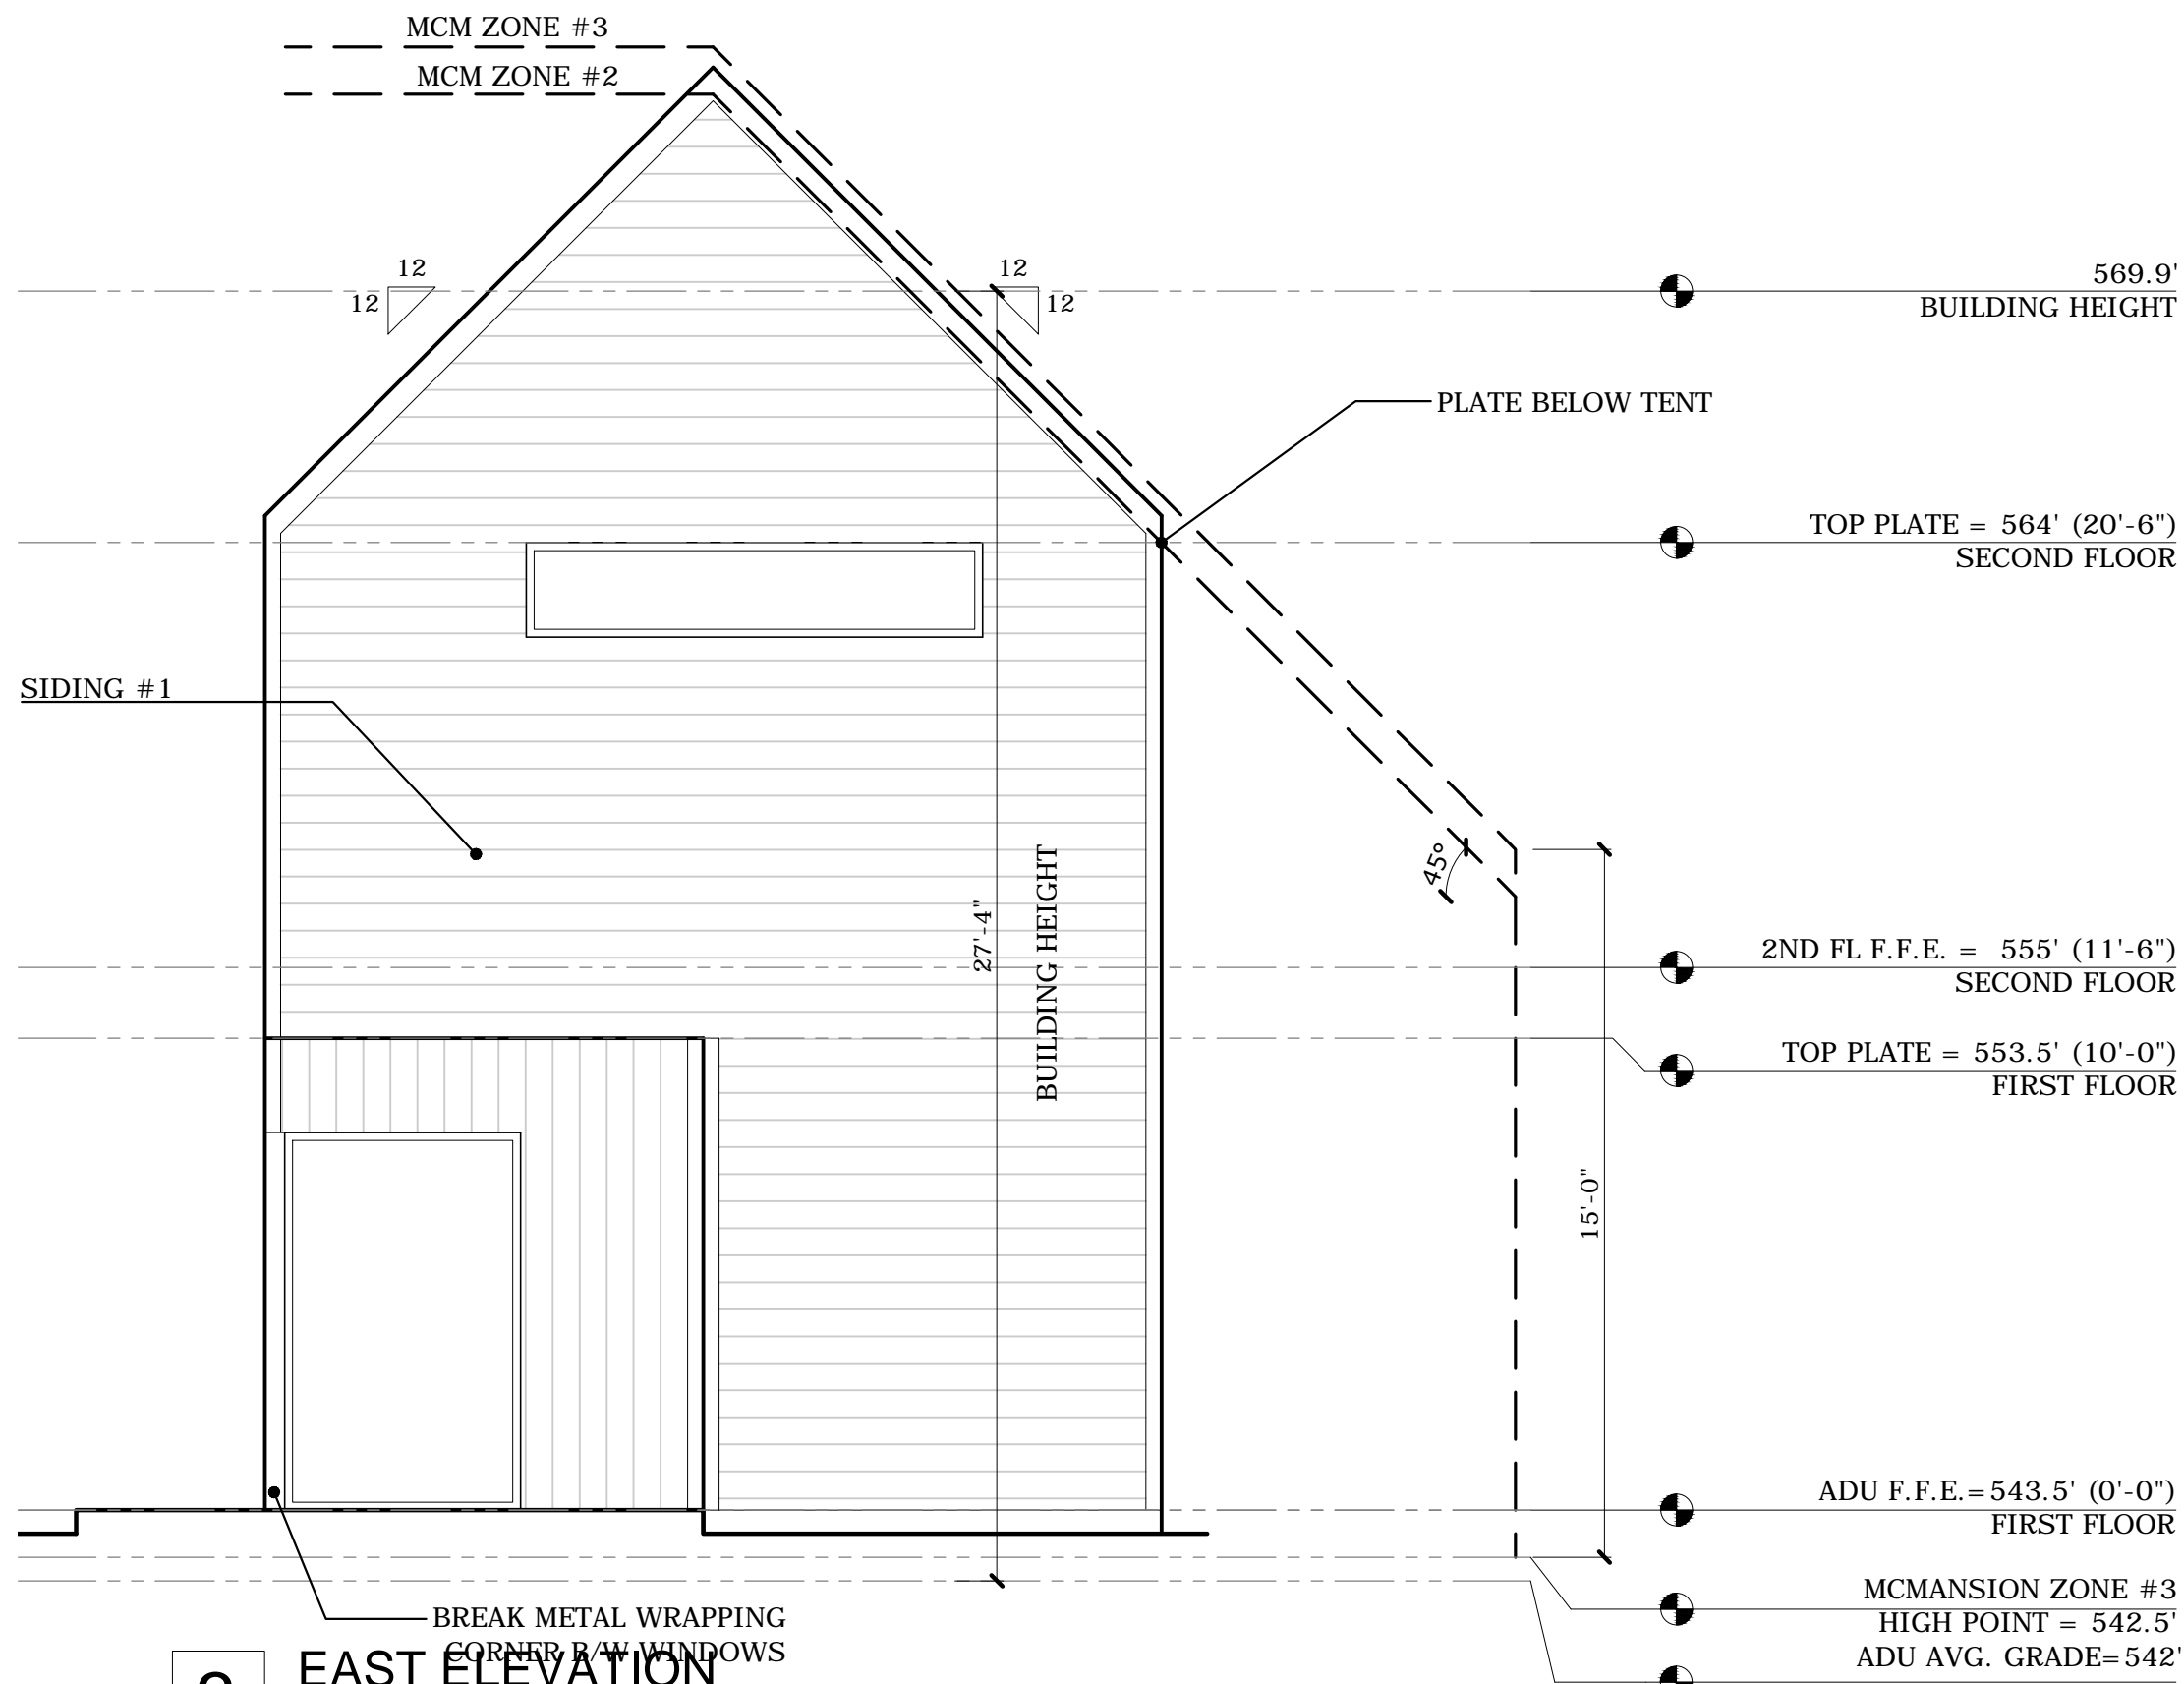 MCM ZONE #3
MCM ZONE #2
12
12
12
12
569.9'
BUILDING HEIGHT
PLATE BELOW TENT
TOP PLATE = 564' (20'-6")
SECOND FLOOR
SIDING #1
45°
27'-4"
BUILDING HEIGHT
2ND FL F.F.E. = 555' (11'-6")
SECOND FLOOR
TOP PLATE = 553.5' (10'-0")
FIRST FLOOR
15'-0"
ADU F.F.E.=543.5' (0'-0")
FIRST FLOOR
MCMANSION ZONE #3
HIGH POINT = 542.5'
ADU AVG. GRADE=542'
BREAK METAL WRAPPING
CORNER B/W WINDOWS
EAST ELEVATION